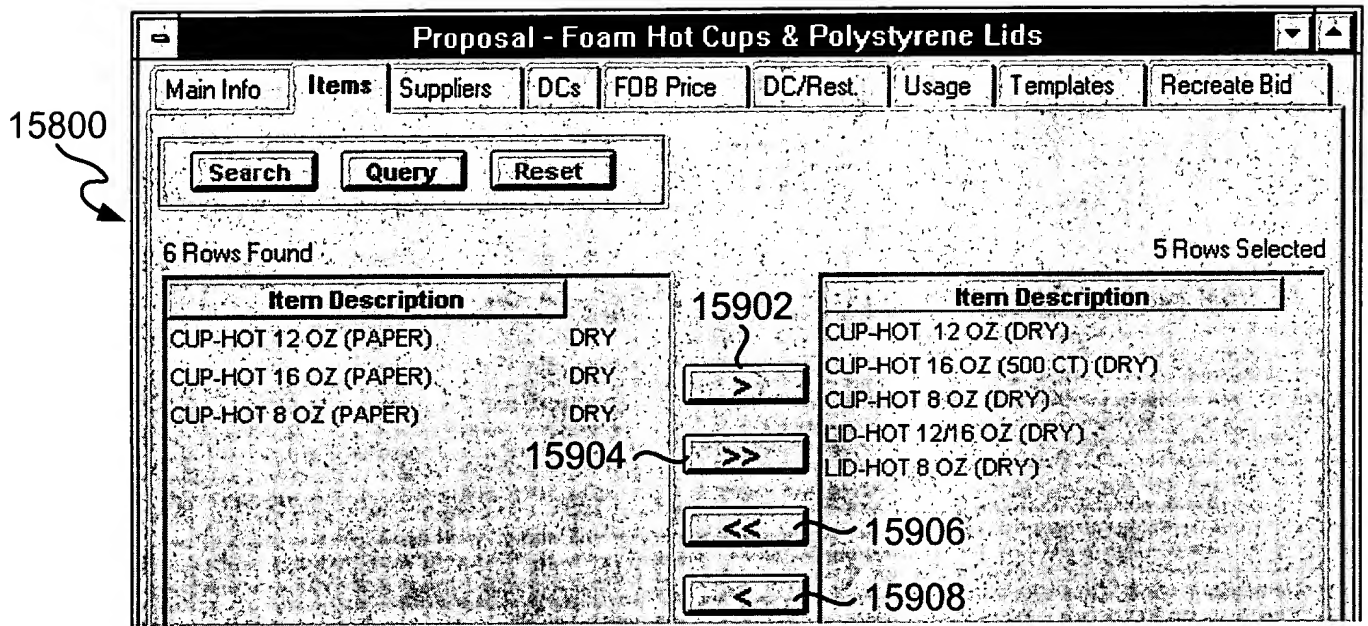 Proposal - Foam Hot Cups & Polystyrene Lids
Main Info Items Suppliers DCs FOB Price DC/Rest. Usage Templates Recreate Bid
15800
Search Query Reset
6 Rows Found 5 Rows Selected
Item Description Item Description
15902
CUP-HOT 12 OZ (PAPER) DRY CUP-HOT 12 OZ (DRY)
CUP-HOT 16 OZ (PAPER) DRY > CUP-HOT 16 OZ (500 CT) (DRY)
CUP-HOT 8 OZ (PAPER) DRY CUP-HOT 8 OZ (DRY)
LID-HOT 12/16 OZ (DRY)
15904 >> LID-HOT 8 OZ (DRY)
<< 15906
< 15908